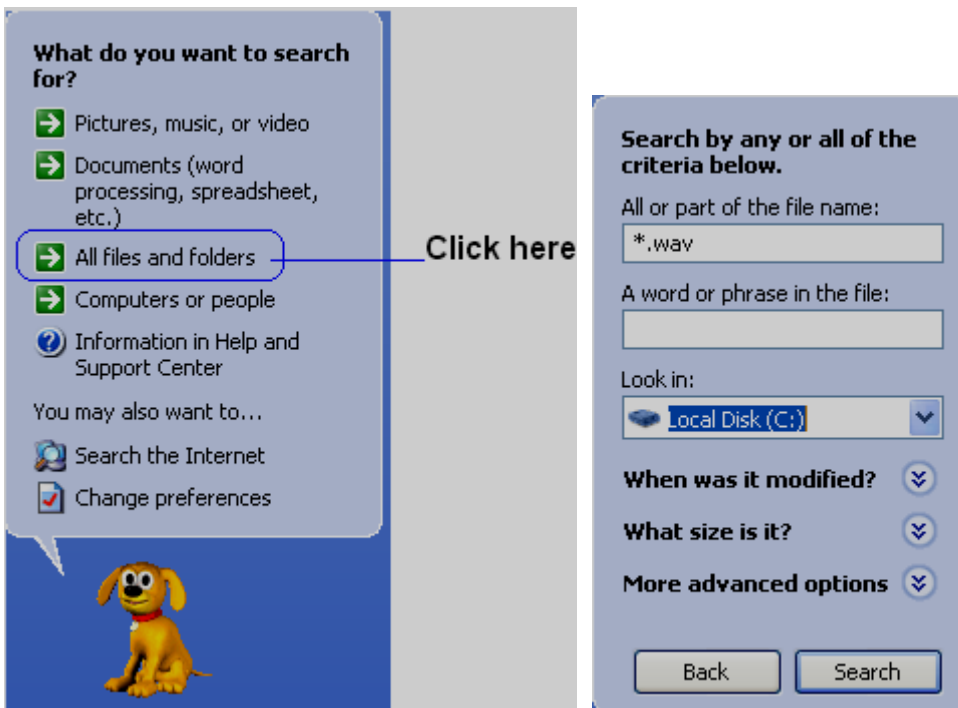 What do you want to search
for?
Pictures, music, or video
Documents (word
processing, spreadsheet,
etc.)
All files and folders
Click here
Computers or people
Information in Help and
Support Center
You may also want to...
Search the Internet
Change preferences
Search by any or all of the
criteria below.
All or part of the file name:
*.wav
A word or phrase in the file:
Look in:
Local Disk (C:)
When was it modified?
What size is it?
More advanced options
Back
Search